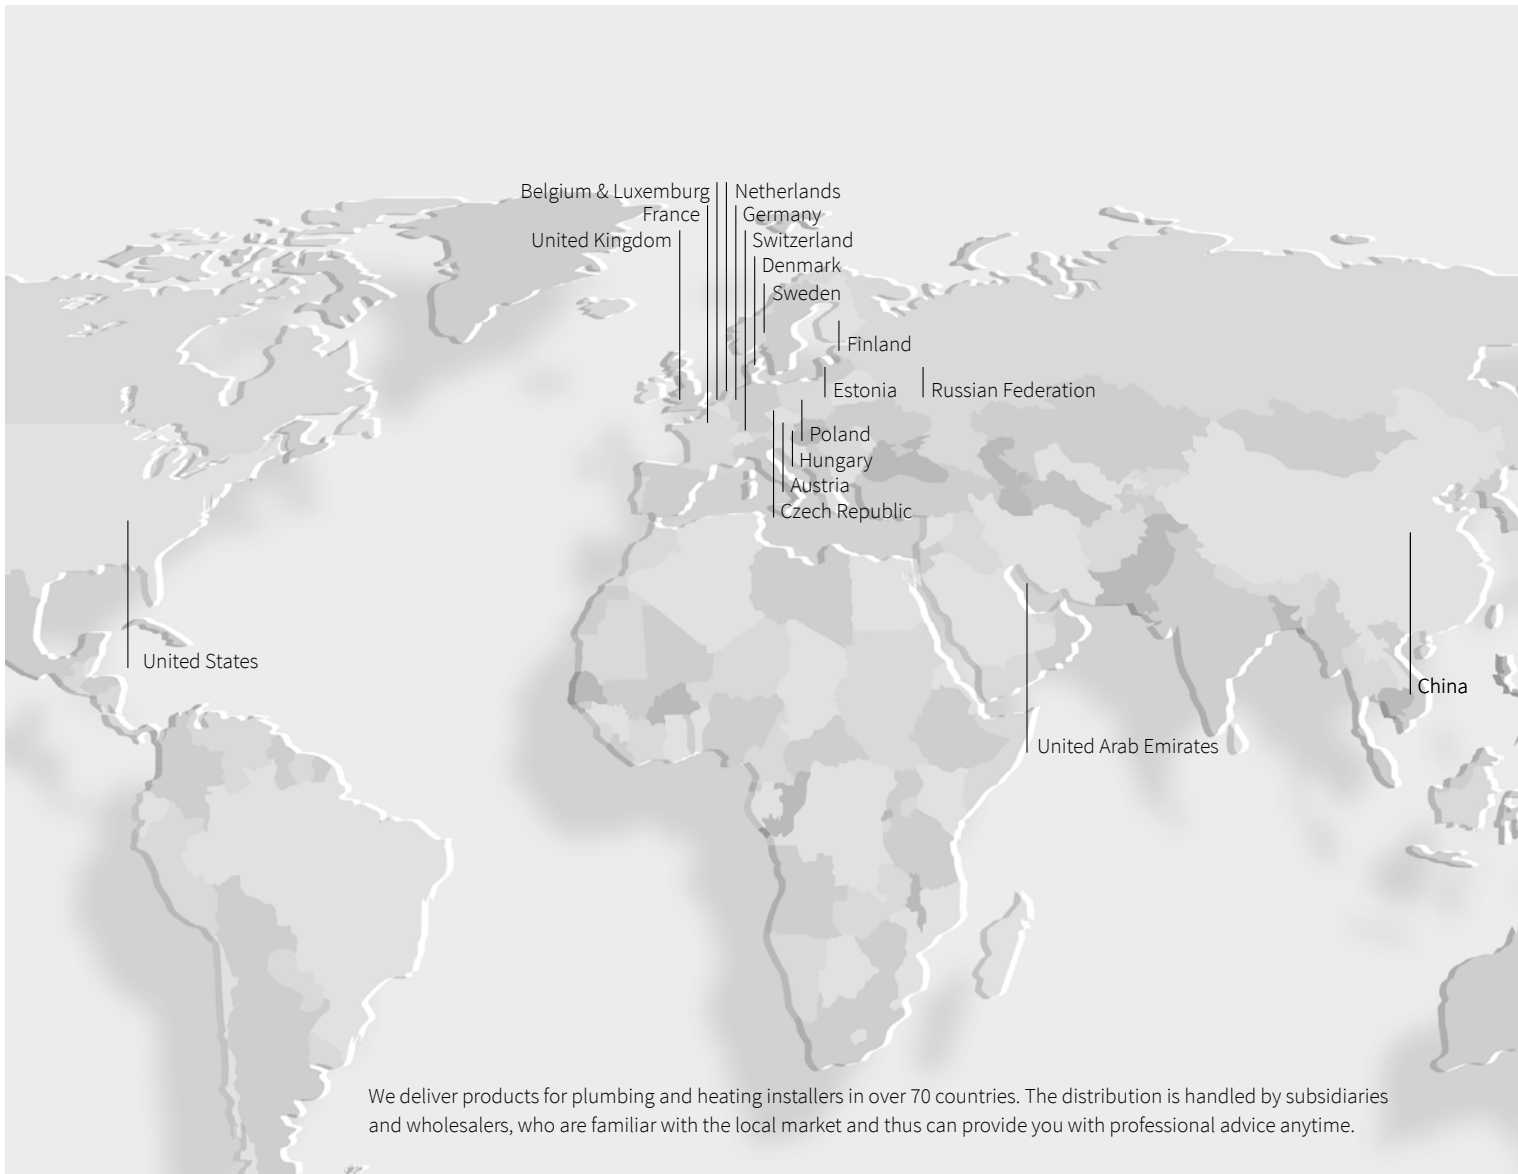 Belgium & Luxemburg
Netherlands
France
Germany
United Kingdom
Switzerland
Denmark
Sweden
Finland
Estonia
Russian Federation
Poland
Hungary
Austria
Czech Republic
United States
China
United Arab Emirates
We deliver products for plumbing and heating installers in over 70 countries. The distribution is handled by subsidiaries
and wholesalers, who are familiar with the local market and thus can provide you with professional advice anytime.